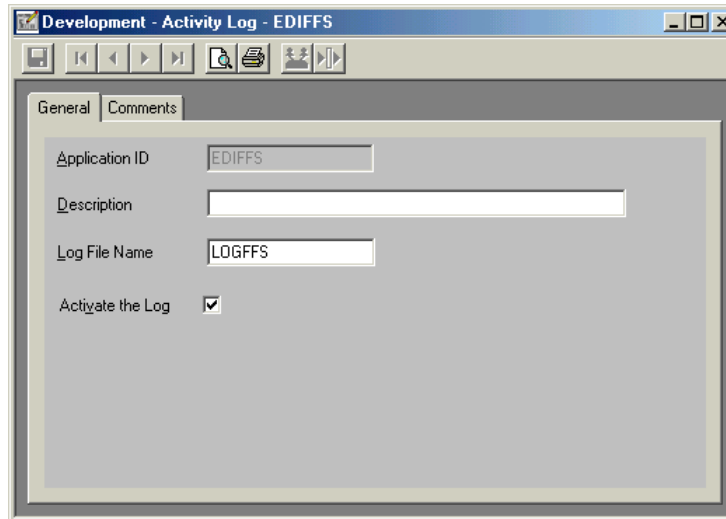 Development - Activity Log - EDIFFS
General Comments
Application ID EDIFFS
Description
Log File Name LOGFFS
Activate the Log